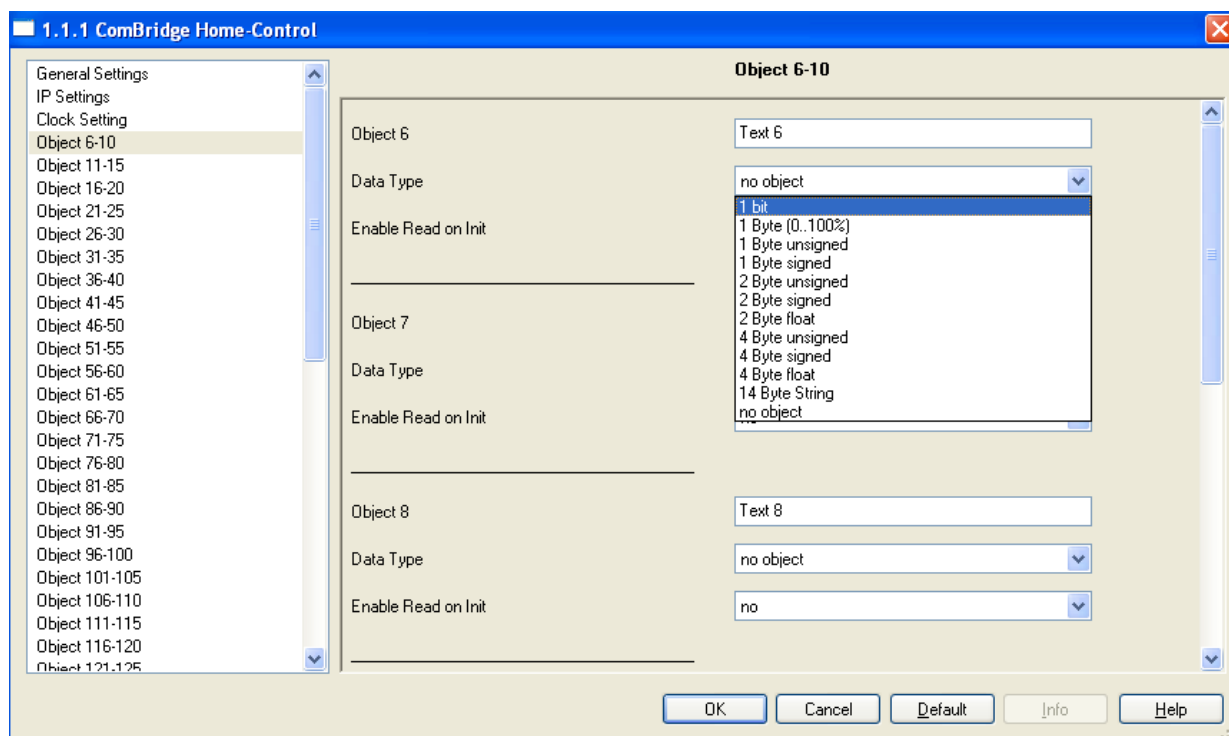 1.1.1 ComBridge Home-Control
General Settings
IP Settings
Clock Setting
Object 6-10
Object 11-15
Object 16-20
Object 21-25
Object 26-30
Object 31-35
Object 36-40
Object 41-45
Object 46-50
Object 51-55
Object 56-60
Object 61-65
Object 66-70
Object 71-75
Object 76-80
Object 81-85
Object 86-90
Object 91-95
Object 96-100
Object 101-105
Object 106-110
Object 111-115
Object 116-120
Object 121-125
Object 6-10
Object 6
Text 6
Data Type
no object
1 bit
1 Byte (0..100%)
1 Byte unsigned
1 Byte signed
2 Byte unsigned
2 Byte signed
2 Byte float
4 Byte unsigned
4 Byte signed
4 Byte float
14 Byte String
no object
Enable Read on Init
Object 7
Data Type
Enable Read on Init
Object 8
Text 8
Data Type
no object
Enable Read on Init
no
OK
Cancel
Default
Info
Help